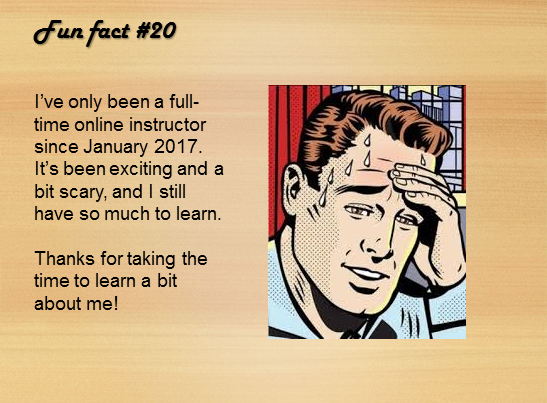 Fun fact #20
I’ve only been a full-
time online instructor
since January 2017.
It’s been exciting and a
bit scary, and I still
have so much to learn.
Thanks for taking the
time to learn a bit
about me!